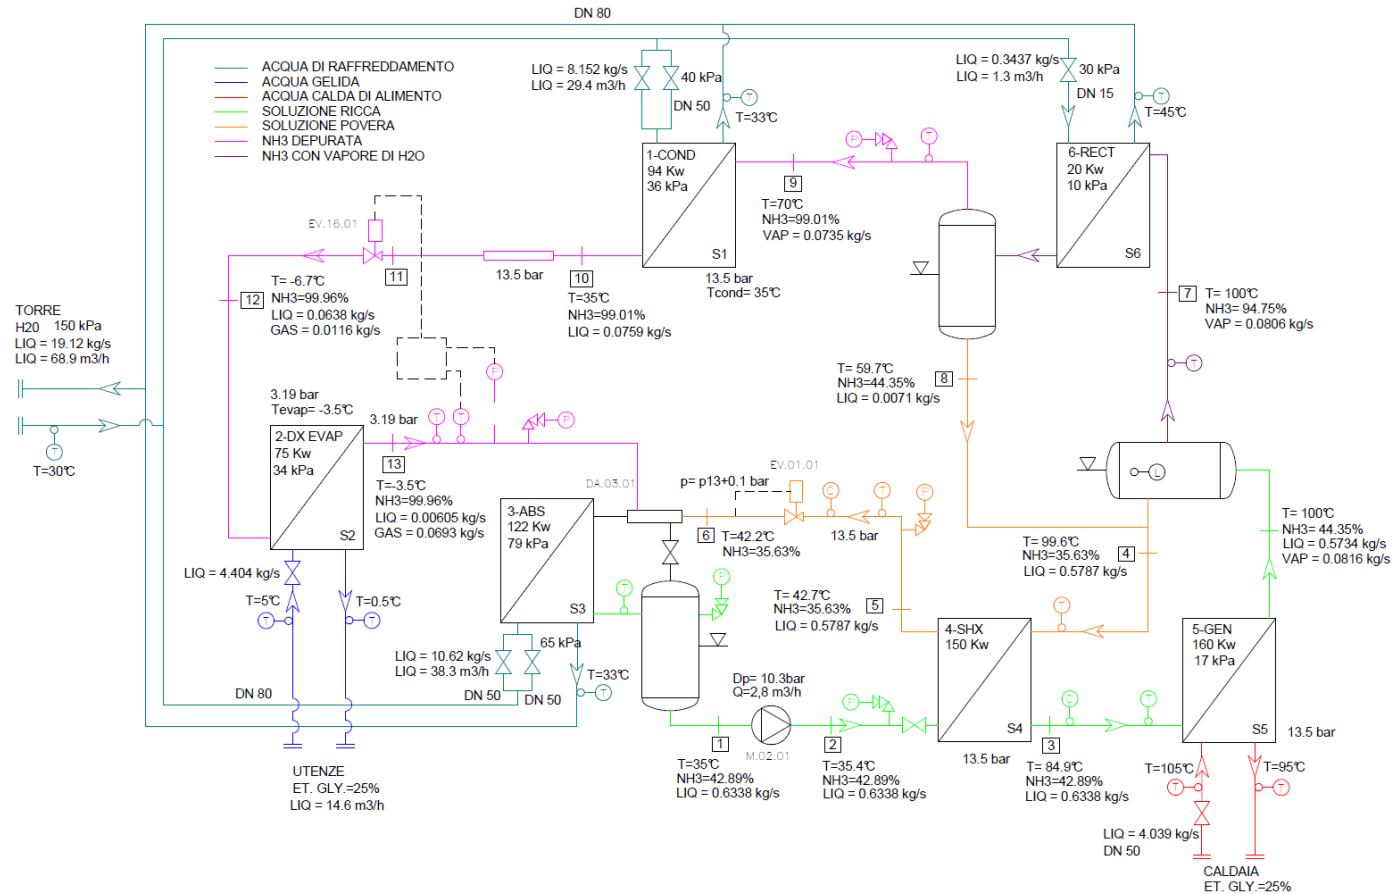 DN 80
ACQUA DI RAFFREDDAMENTO
ACQUA GELIDA
ACQUA CALDA DI ALIMENTO
SOLUZIONE RICCA
SOLUZIONE POVERA
NH3 DEPURATA
NH3 CON VAPORE DI H2O
LIQ = 8.152 kg/s
LIQ = 29.4 m3/h
40 kPa
DN 50
T
T=33°C
LIQ = 0.3437 kg/s
LIQ = 1.3 m3/h
30 kPa
DN 15
T
T=45°C
1-COND
94 Kw
36 kPa
S1
13.5 bar
Tcond= 35°C
P
T
9
T=70°C
NH3=99.01%
VAP = 0.0735 kg/s
6-RECT
20 Kw
10 kPa
S6
EV.16.01
11
13.5 bar
10
T=35°C
NH3=99.01%
LIQ = 0.0759 kg/s
12
T= -6.7°C
NH3=99.96%
LIQ = 0.0638 kg/s
GAS = 0.0116 kg/s
7
T= 100°C
NH3= 94.75%
VAP = 0.0806 kg/s
T
TORRE
H20 150 kPa
LIQ = 19.12 kg/s
LIQ = 68.9 m3/h
T
T=30°C
3.19 bar
Tevap= -3.5°C
P
T
T
P
3.19 bar
2-DX EVAP
75 Kw
34 kPa
S2
13
T=-3.5°C
NH3=99.96%
LIQ = 0.00605 kg/s
GAS = 0.0693 kg/s
T= 59.7°C
NH3=44.35%
LIQ = 0.0071 kg/s
8
L
DA.03.01
p= p13+0.1 bar
EV.01.01
C
T
P
3-ABS
122 Kw
79 kPa
S3
6
T=42.2°C
NH3=35.63%
13.5 bar
T= 99.6°C
NH3=35.63%
LIQ = 0.5787 kg/s
4
T= 100°C
NH3= 44.35%
LIQ = 0.5734 kg/s
VAP = 0.0816 kg/s
LIQ = 4.404 kg/s
T=5°C
T
T=0.5°C
T
T
P
T= 42.7°C
NH3=35.63%
LIQ = 0.5787 kg/s
5
T
4-SHX
150 Kw
S4
13.5 bar
5-GEN
160 Kw
17 kPa
S5
13.5 bar
LIQ = 10.62 kg/s
LIQ = 38.3 m3/h
65 kPa
T=33°C
T
DN 80
DN 50
DN 50
Dp= 10.3bar
Q=2,8 m3/h
M.02.01
P
C
T
1
T=35°C
NH3=42.89%
LIQ = 0.6338 kg/s
2
T=35.4°C
NH3=42.89%
LIQ = 0.6338 kg/s
3
T= 84.9°C
NH3=42.89%
LIQ = 0.6338 kg/s
T=105°C
T
T=95°C
T
LIQ = 4.039 kg/s
DN 50
UTENZE
ET. GLY.=25%
LIQ = 14.6 m3/h
CALDAIA
ET. GLY.=25%